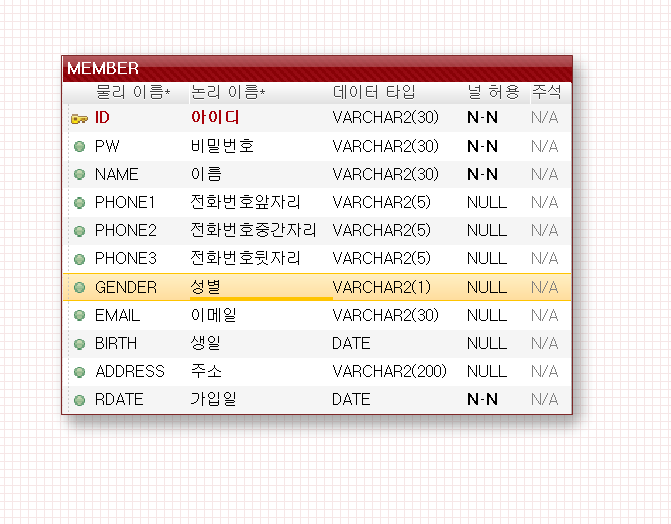 MEMBER
물리 이름* 논리 이름* 데이터 타입 널 허용 주석
ID 아이디 VARCHAR2(30) N-N N/A
PW 비밀번호 VARCHAR2(30) N-N N/A
NAME 이름 VARCHAR2(30) N-N N/A
PHONE1 전화번호앞자리 VARCHAR2(5) NULL N/A
PHONE2 전화번호중간자리 VARCHAR2(5) NULL N/A
PHONE3 전화번호뒷자리 VARCHAR2(5) NULL N/A
GENDER 성별 VARCHAR2(1) NULL N/A
EMAIL 이메일 VARCHAR2(30) NULL N/A
BIRTH 생일 DATE NULL N/A
ADDRESS 주소 VARCHAR2(200) NULL N/A
RDATE 가입일 DATE N-N N/A